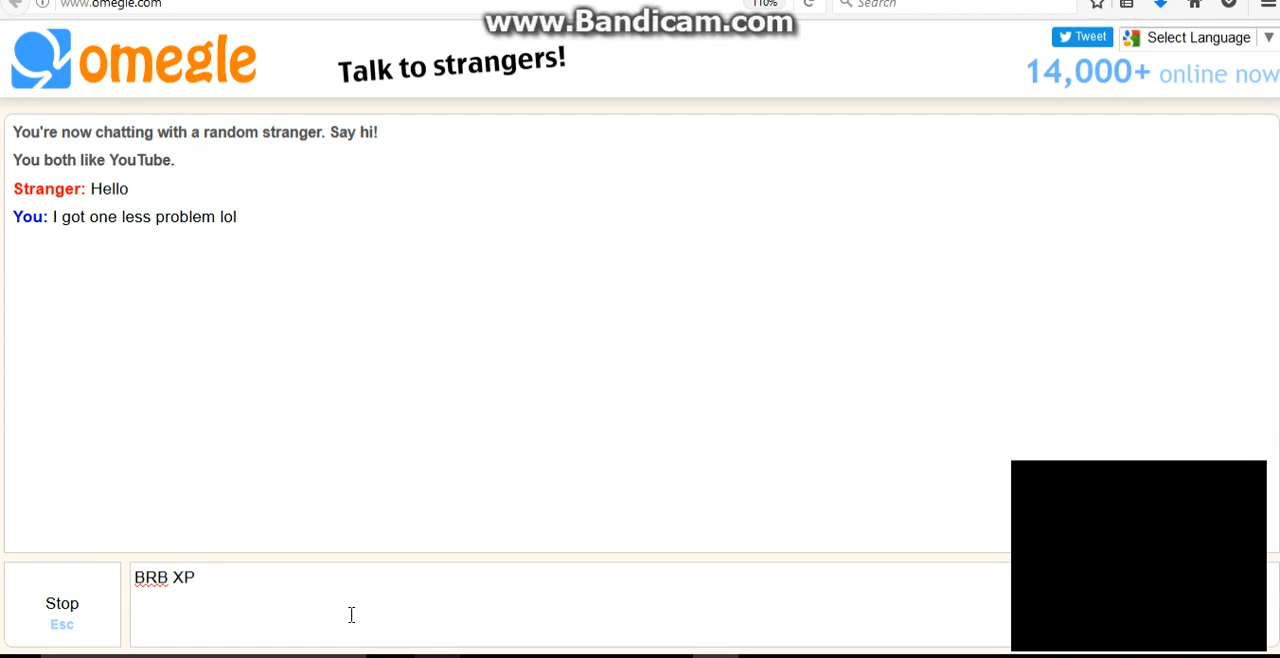 www.omegle.com
110%
Search
www.Bandicam.com
omegle
Talk to strangers!
Tweet
Select Language
14,000+ online now
You're now chatting with a random stranger. Say hi!
You both like YouTube.
Stranger: Hello
You: I got one less problem lol
Stop
Esc
BRB XP